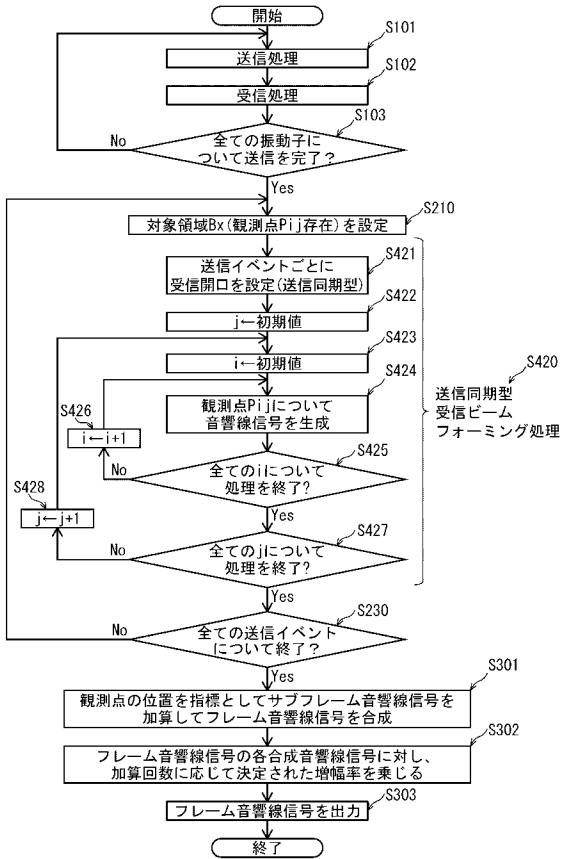 開始
S101
送信処理
S102
受信処理
S103
全ての振動子に
ついて送信を完了?
No
Yes
S210
対象領域Bx(観測点Pij存在)を設定
S421
送信イベントごとに
受信開口を設定(送信同期型)
S422
j←初期値
S423
i←初期値
S424
観測点Pijについて
音響線信号を生成
S426
i←i+1
S425
全てのiについて
処理を終了?
No
Yes
S428
j←j+1
S427
全てのjについて
処理を終了?
No
Yes
S420
送信同期型
受信ビーム
フォーミング処理
S230
全ての送信イベント
について終了?
No
Yes
S301
観測点の位置を指標としてサブフレーム音響線信号を
加算してフレーム音響線信号を合成
S302
フレーム音響線信号の各合成音響線信号に対し、
加算回数に応じて決定された増幅率を乗じる
S303
フレーム音響線信号を出力
終了